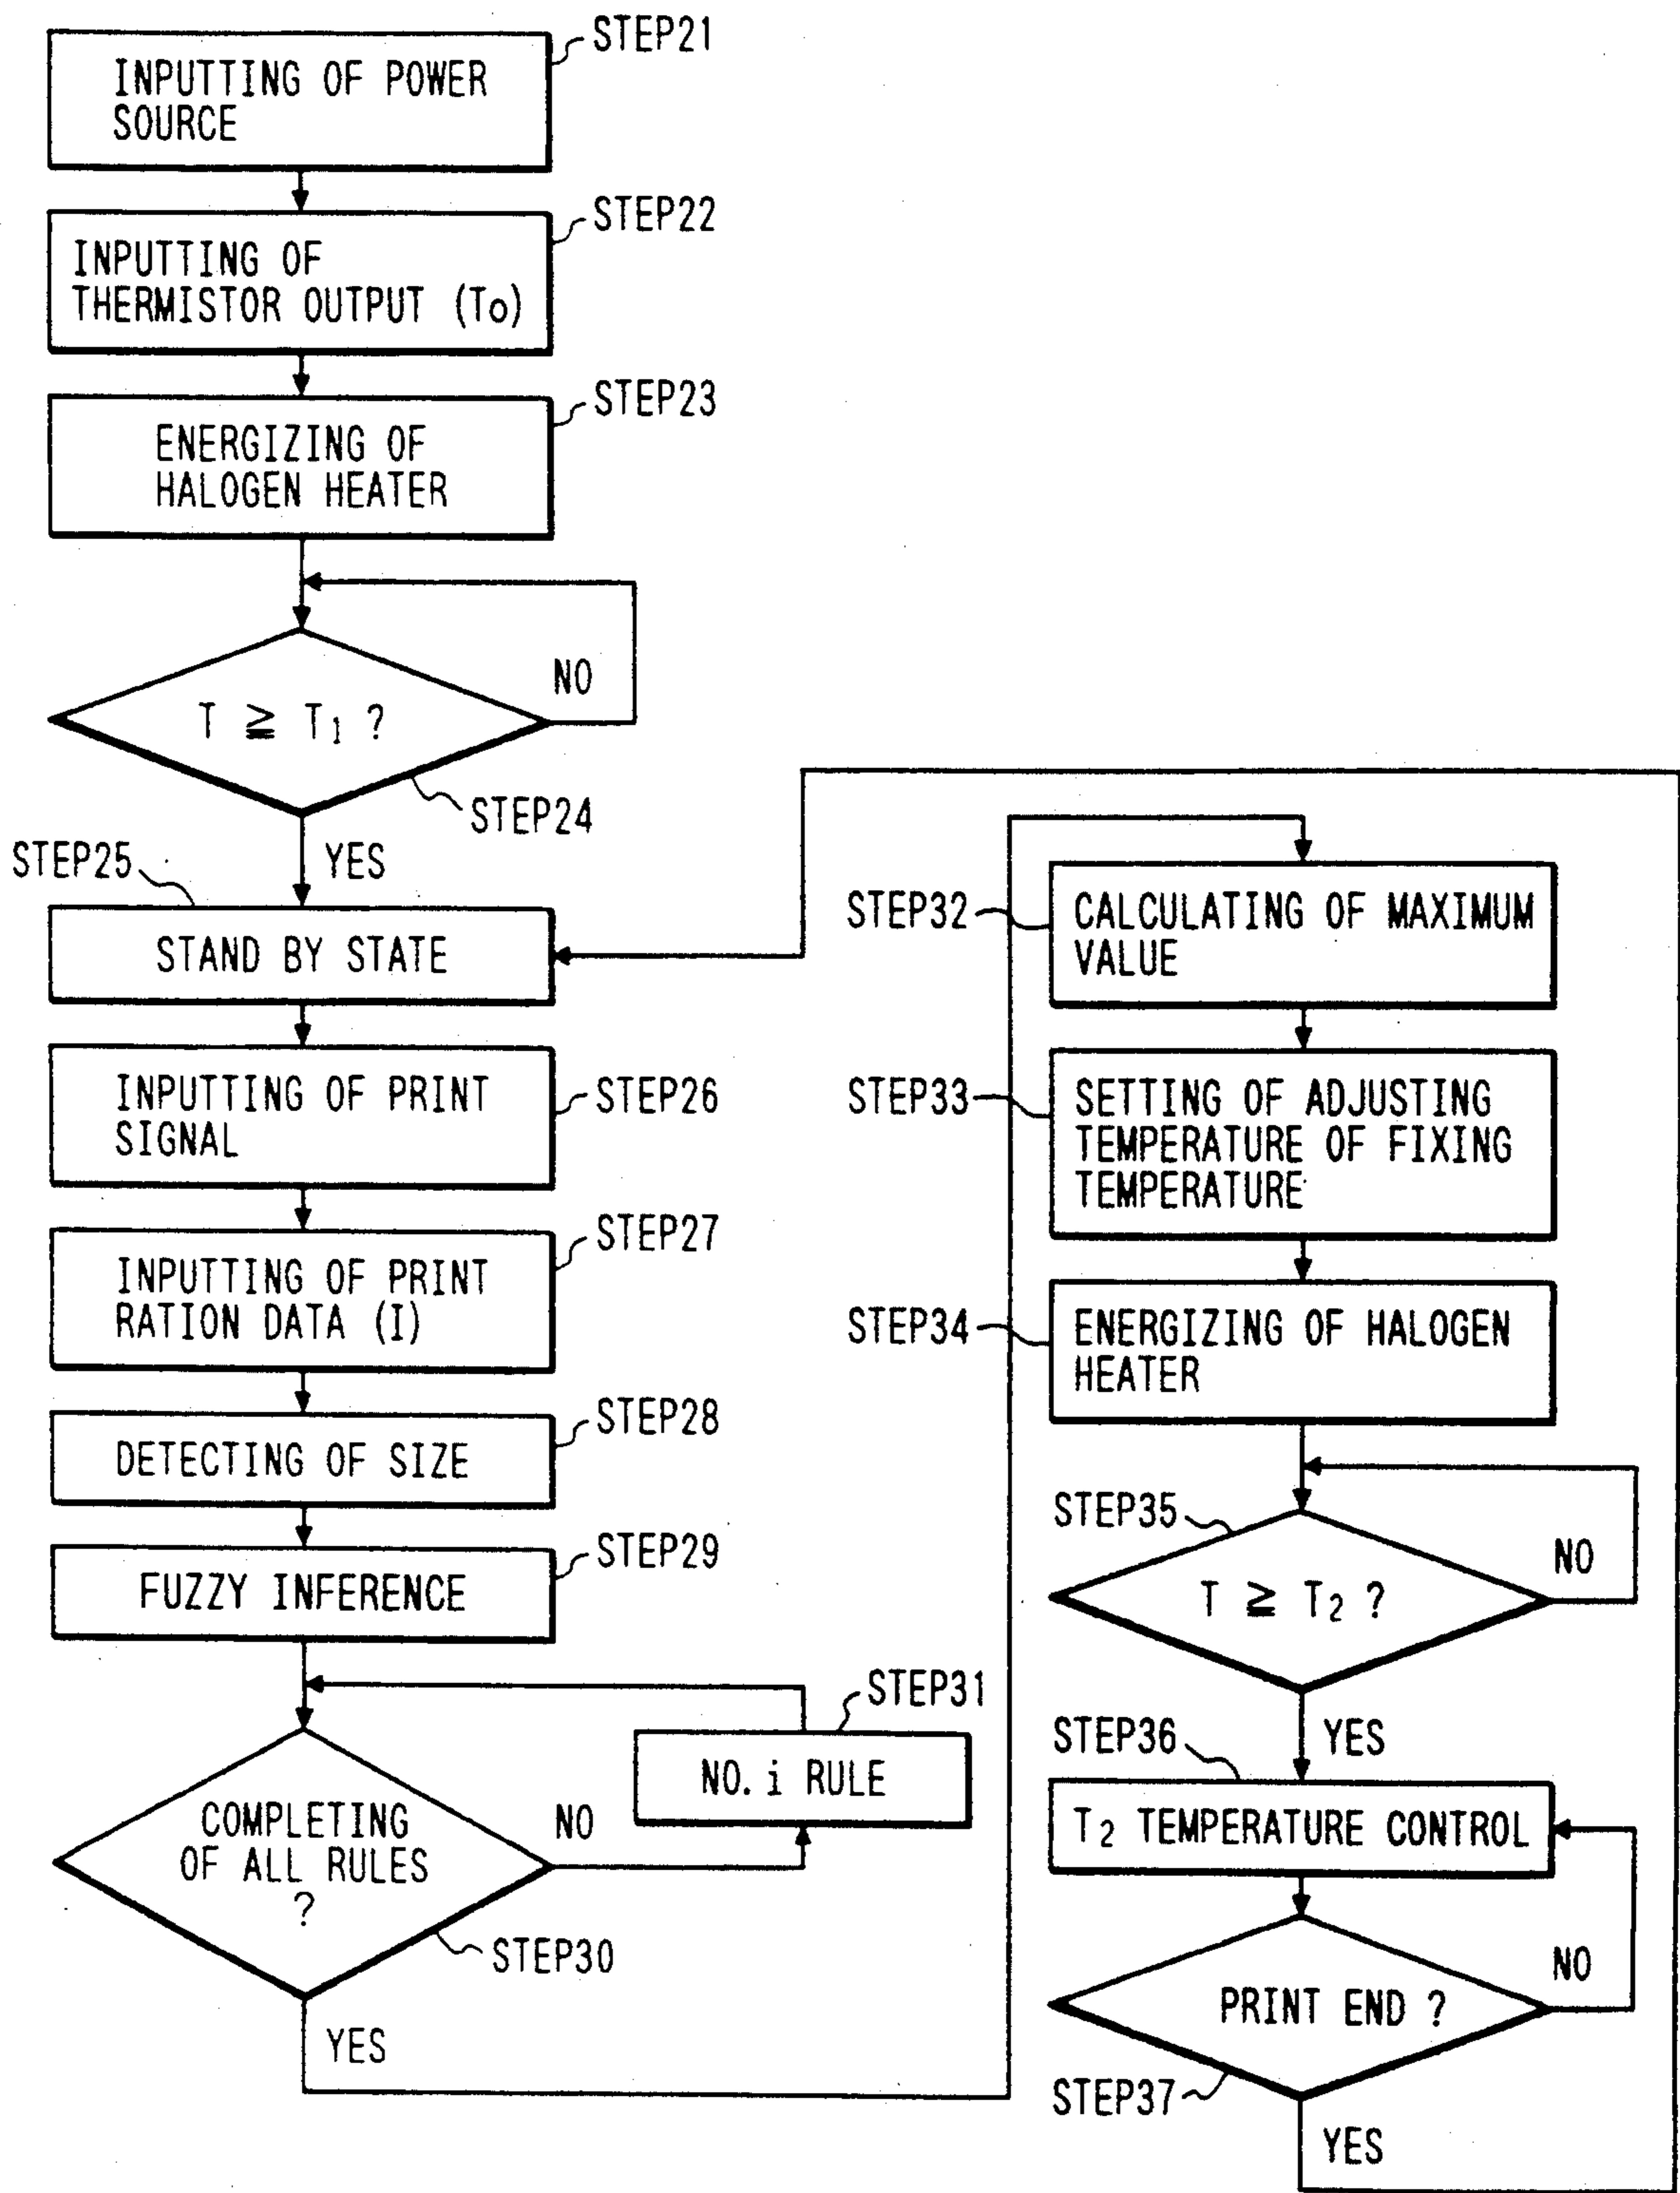 STEP21
INPUTTING OF POWER
SOURCE
STEP22
INPUTTING OF
THERMISTOR OUTPUT (To)
STEP23
ENERGIZING OF
HALOGEN HEATER
NO
T ≧ T1 ?
STEP24
YES
STEP25
STAND BY STATE
INPUTTING OF PRINT
SIGNAL
STEP26
STEP27
INPUTTING OF PRINT
RATION DATA (I)
STEP28
DETECTING OF SIZE
STEP29
FUZZY INFERENCE
STEP31
NO. i RULE
COMPLETING
OF ALL RULES
?
NO
STEP30
YES
STEP32
CALCULATING OF MAXIMUM
VALUE
STEP33
SETTING OF ADJUSTING
TEMPERATURE OF FIXING
TEMPERATURE
STEP34
ENERGIZING OF HALOGEN
HEATER
STEP35
NO
T ≧ T2 ?
YES
STEP36
T2 TEMPERATURE CONTROL
NO
PRINT END ?
STEP37
YES